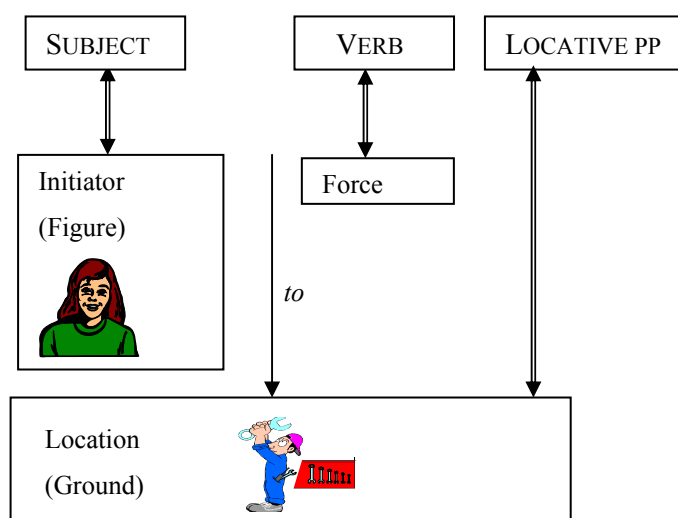 SUBJECT
VERB
LOCATIVE PP
Initiator
(Figure)
Force
to
Location
(Ground)